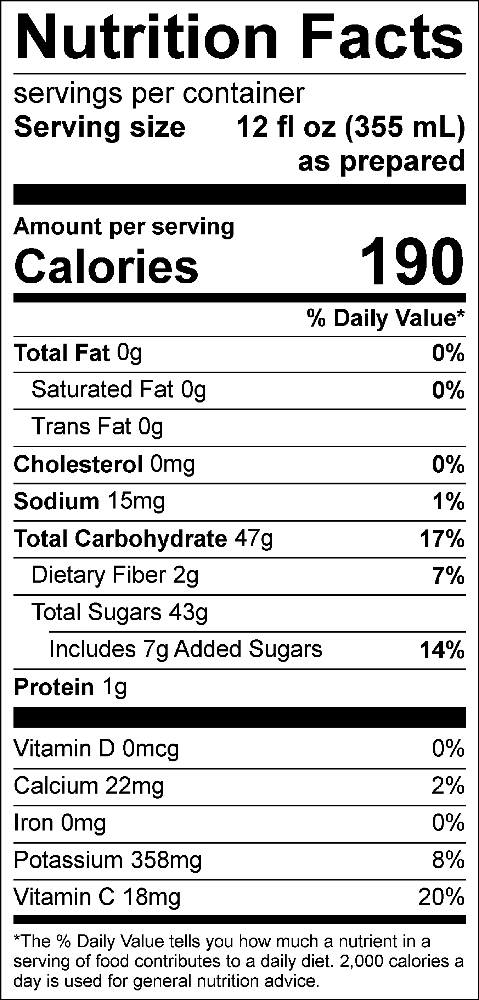 Nutrition Facts
servings per container
Serving size 12 fl oz (355 mL)
as prepared
Amount per serving
Calories 190
% Daily Value*
Total Fat 0g 0%
Saturated Fat 0g 0%
Trans Fat 0g
Cholesterol 0mg 0%
Sodium 15mg 1%
Total Carbohydrate 47g 17%
Dietary Fiber 2g 7%
Total Sugars 43g
Includes 7g Added Sugars 14%
Protein 1g
Vitamin D 0mcg 0%
Calcium 22mg 2%
Iron 0mg 0%
Potassium 358mg 8%
Vitamin C 18mg 20%
*The % Daily Value tells you how much a nutrient in a
serving of food contributes to a daily diet. 2,000 calories a
day is used for general nutrition advice.